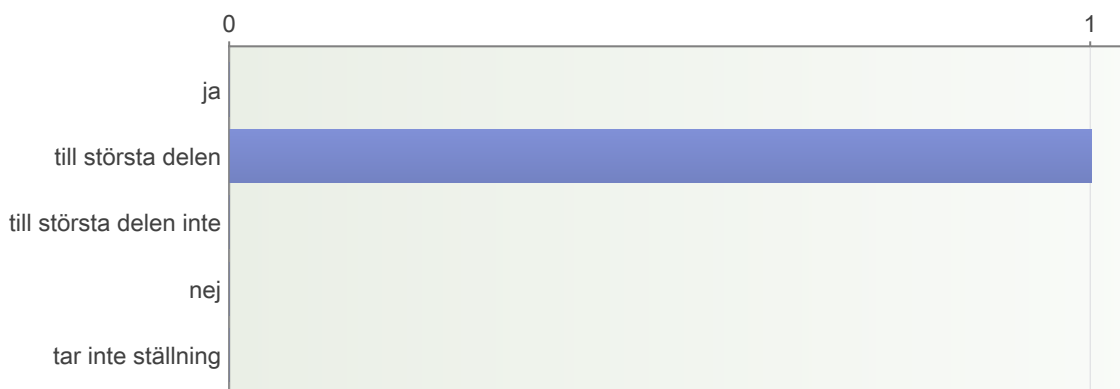 0 1
ja
till största delen
till största delen inte
nej
tar inte ställning